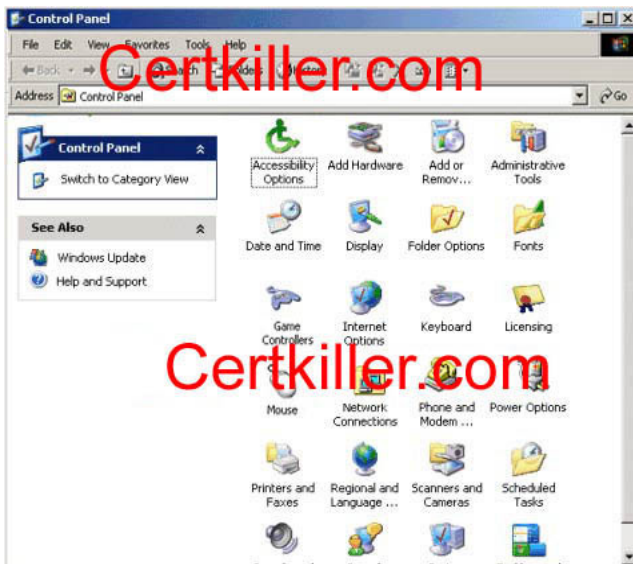 Control Panel
File Edit View Favorites Tools Help
Certkiller.com
Back Search Folders History
Address Control Panel Go
Control Panel
Switch to Category View
See Also
Windows Update
Help and Support
Accessibility Options Add Hardware Add or Remov... Administrative Tools
Date and Time Display Folder Options Fonts
Game Controllers Internet Options Keyboard Licensing
Certkiller.com
Mouse Network Connections Phone and Modem ... Power Options
Printers and Faxes Regional and Language ... Scanners and Cameras Scheduled Tasks